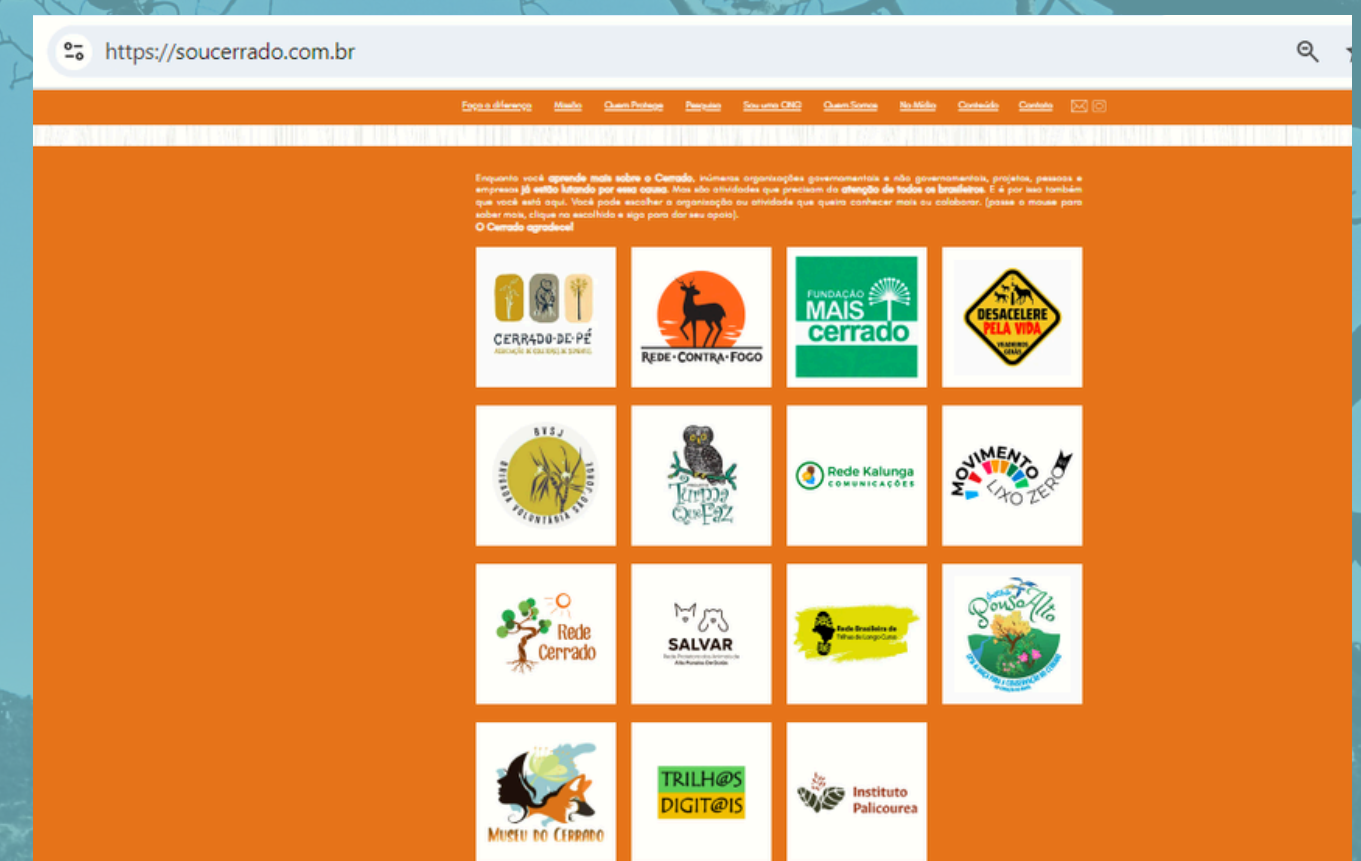 https://soucerrado.com.br
Faça a diferença Missão Quem Protege Pesquisa Sou uma ONG Quem Somos Na Mídia Conteúdo Contato
Enquanto você aprende mais sobre o Cerrado, inúmeras organizações governamentais e não governamentais, projetos, pessoas e
empresas já estão lutando por essa causa. Mas são atividades que precisam da atenção de todos os brasileiros. E é por isso também
que você está aqui. Você pode escolher a organização ou atividade que queira conhecer mais ou colaborar. (passe o mouse para
saber mais, clique na escolhida e siga para dar seu apoio).
O Cerrado agradece!
CERRADO·DE·PÉ
REDE·CONTRA·FOGO
FUNDAÇÃO
MAIS
cerrado
DESACELERE
PELA VIDA
VEADEIROS
GOIÁS
BVSJ
BRIGADA VOLUNTÁRIA SÃO JORGE
Turma
Que Faz
Rede Kalunga
COMUNICAÇÕES
MOVIMENTO
LIXO ZERO
Rede
Cerrado
SALVAR
Rede Brasileira de
Trilhas de Longo Curso
Pouso Alto
MUSEU DO CERRADO
TRILH@S
DIGIT@IS
Instituto
Palicourea